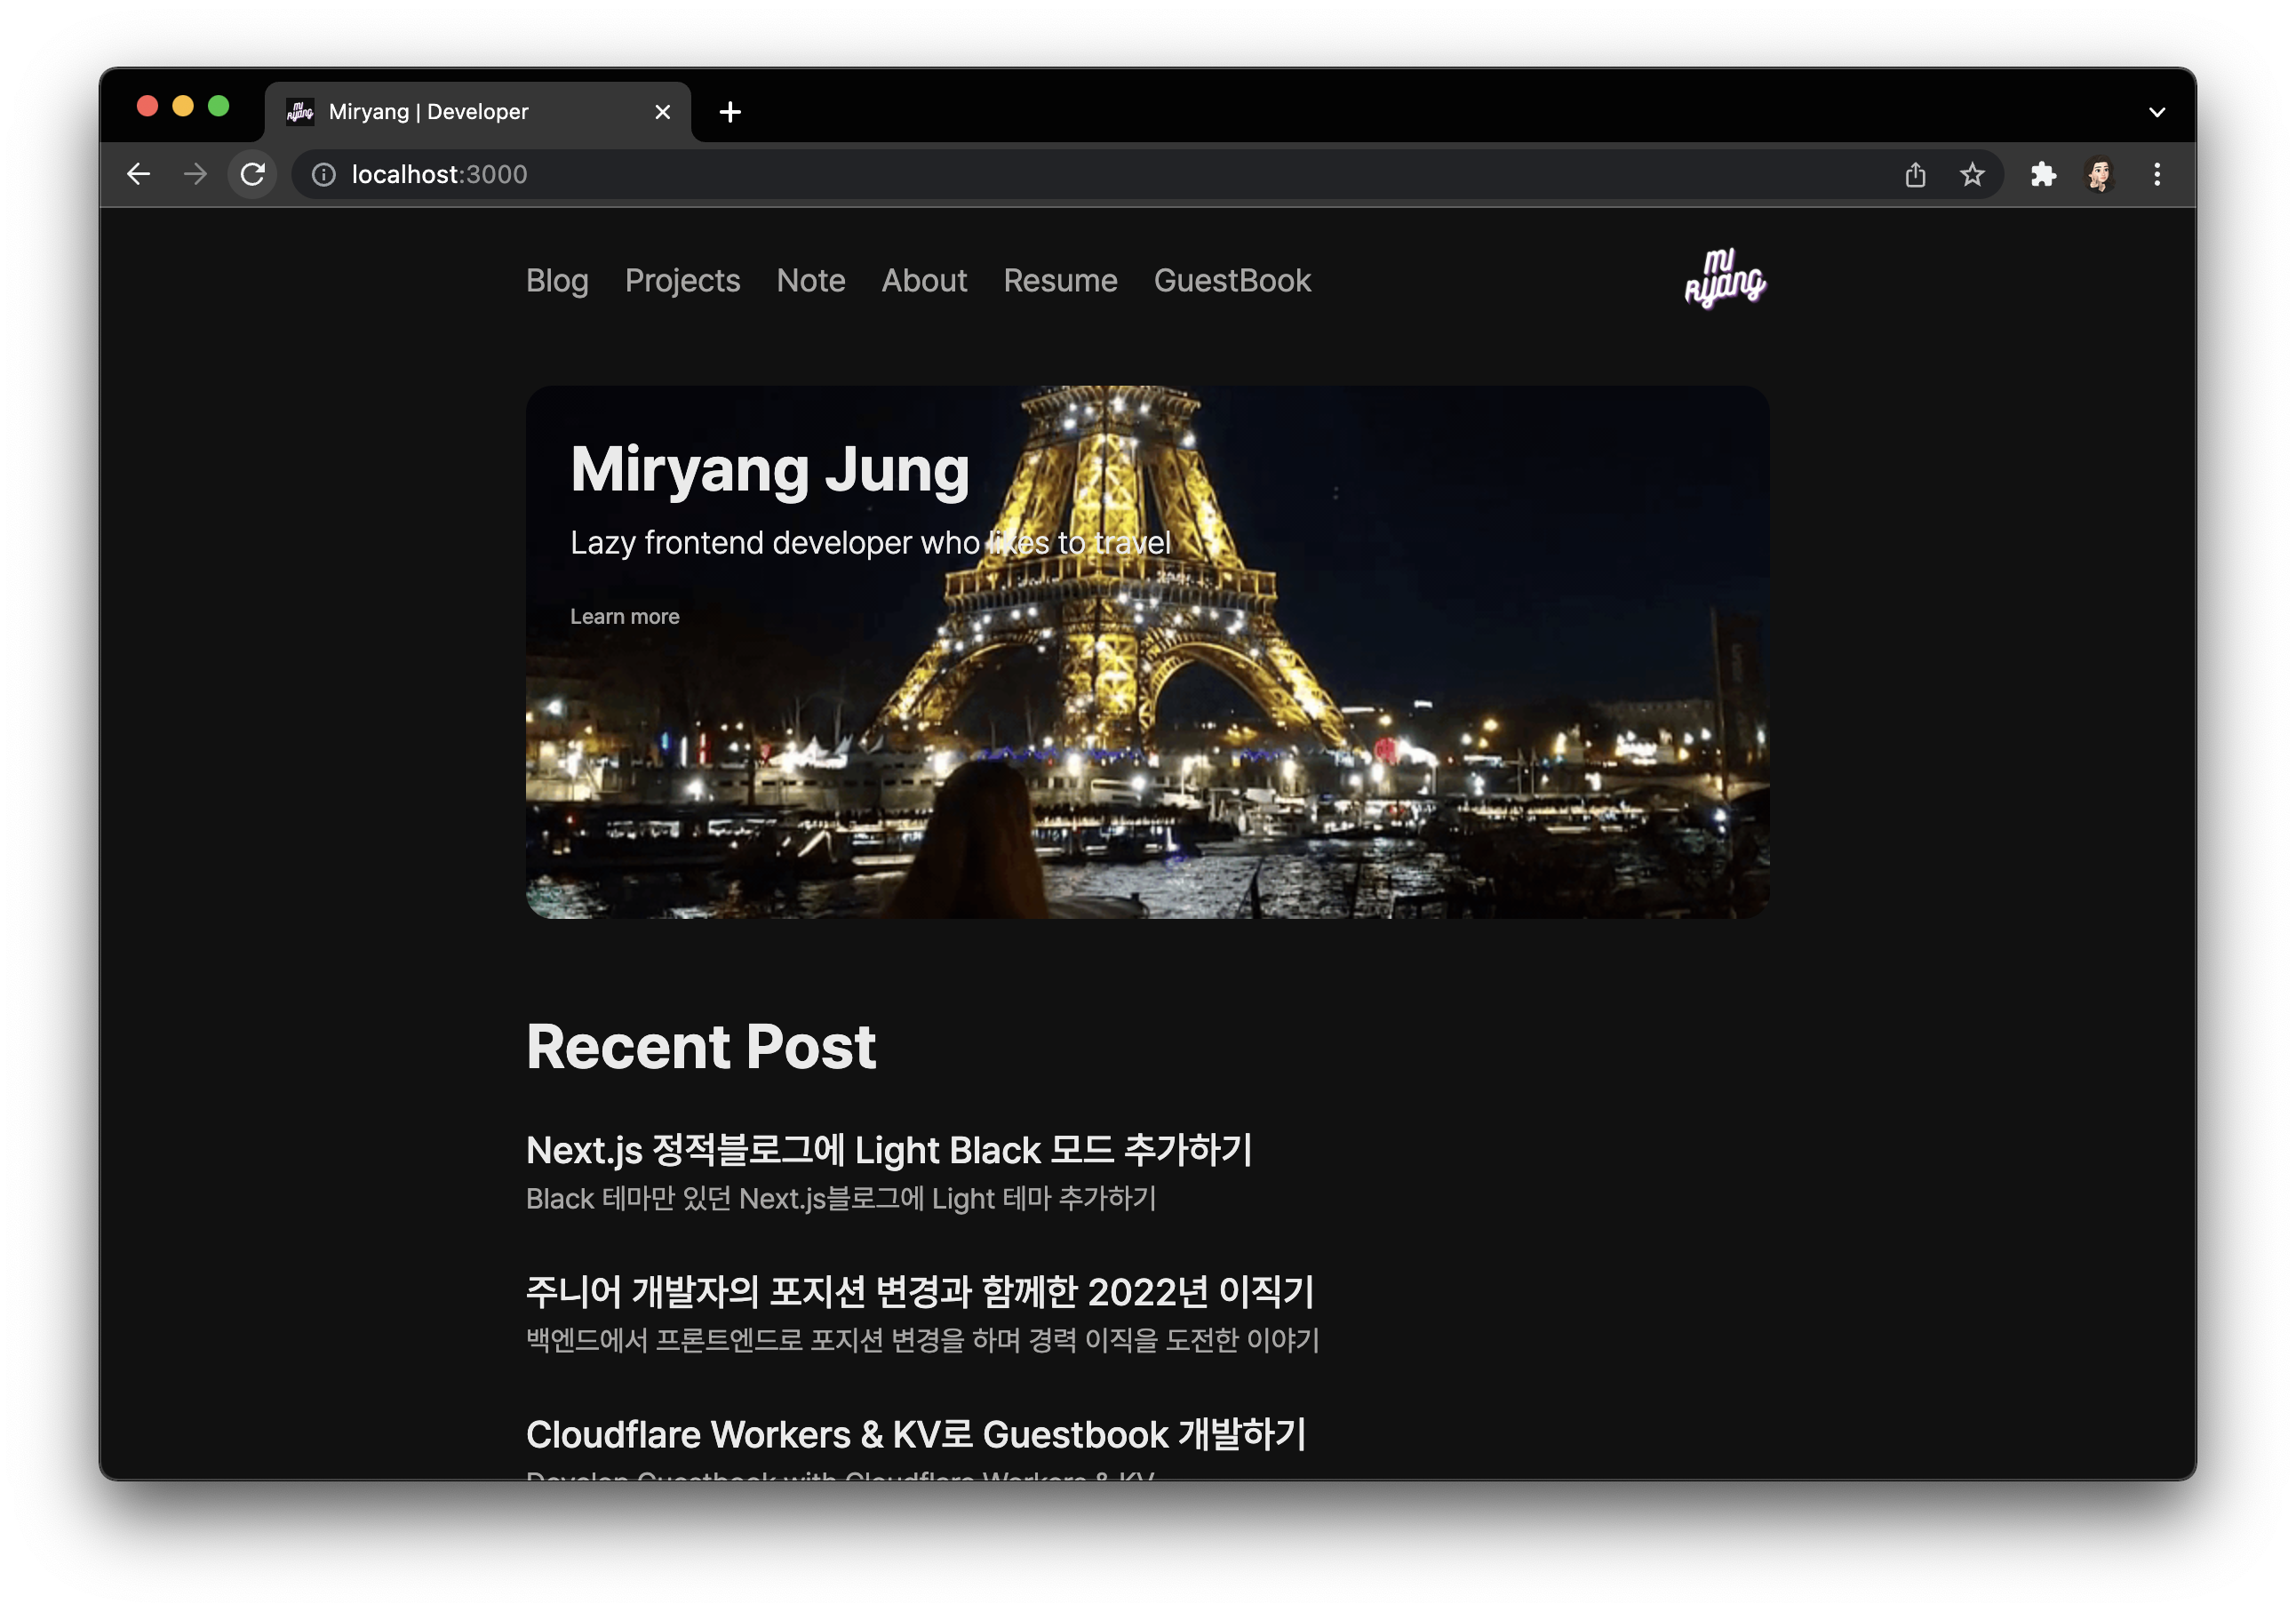 Miryang | Developer
localhost:3000
Blog Projects Note About Resume GuestBook
mi
Ryang
Miryang Jung
Lazy frontend developer who likes to travel
Learn more
Recent Post
Next.js 정적블로그에 Light Black 모드 추가하기
Black 테마만 있던 Next.js블로그에 Light 테마 추가하기
주니어 개발자의 포지션 변경과 함께한 2022년 이직기
백엔드에서 프론트엔드로 포지션 변경을 하며 경력 이직을 도전한 이야기
Cloudflare Workers & KV로 Guestbook 개발하기
Develop Guestbook with Cloudflare Workers & KV